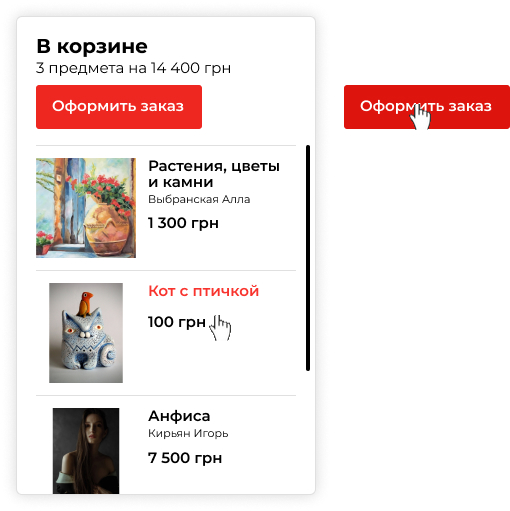 В корзине
3 предмета на 14 400 грн
Оформить заказ
Оформить заказ
Растения, цветы
и камни
Выбранская Алла
1 300 грн
Кот с птичкой
100 грн
Анфиса
Кирьян Игорь
7 500 грн